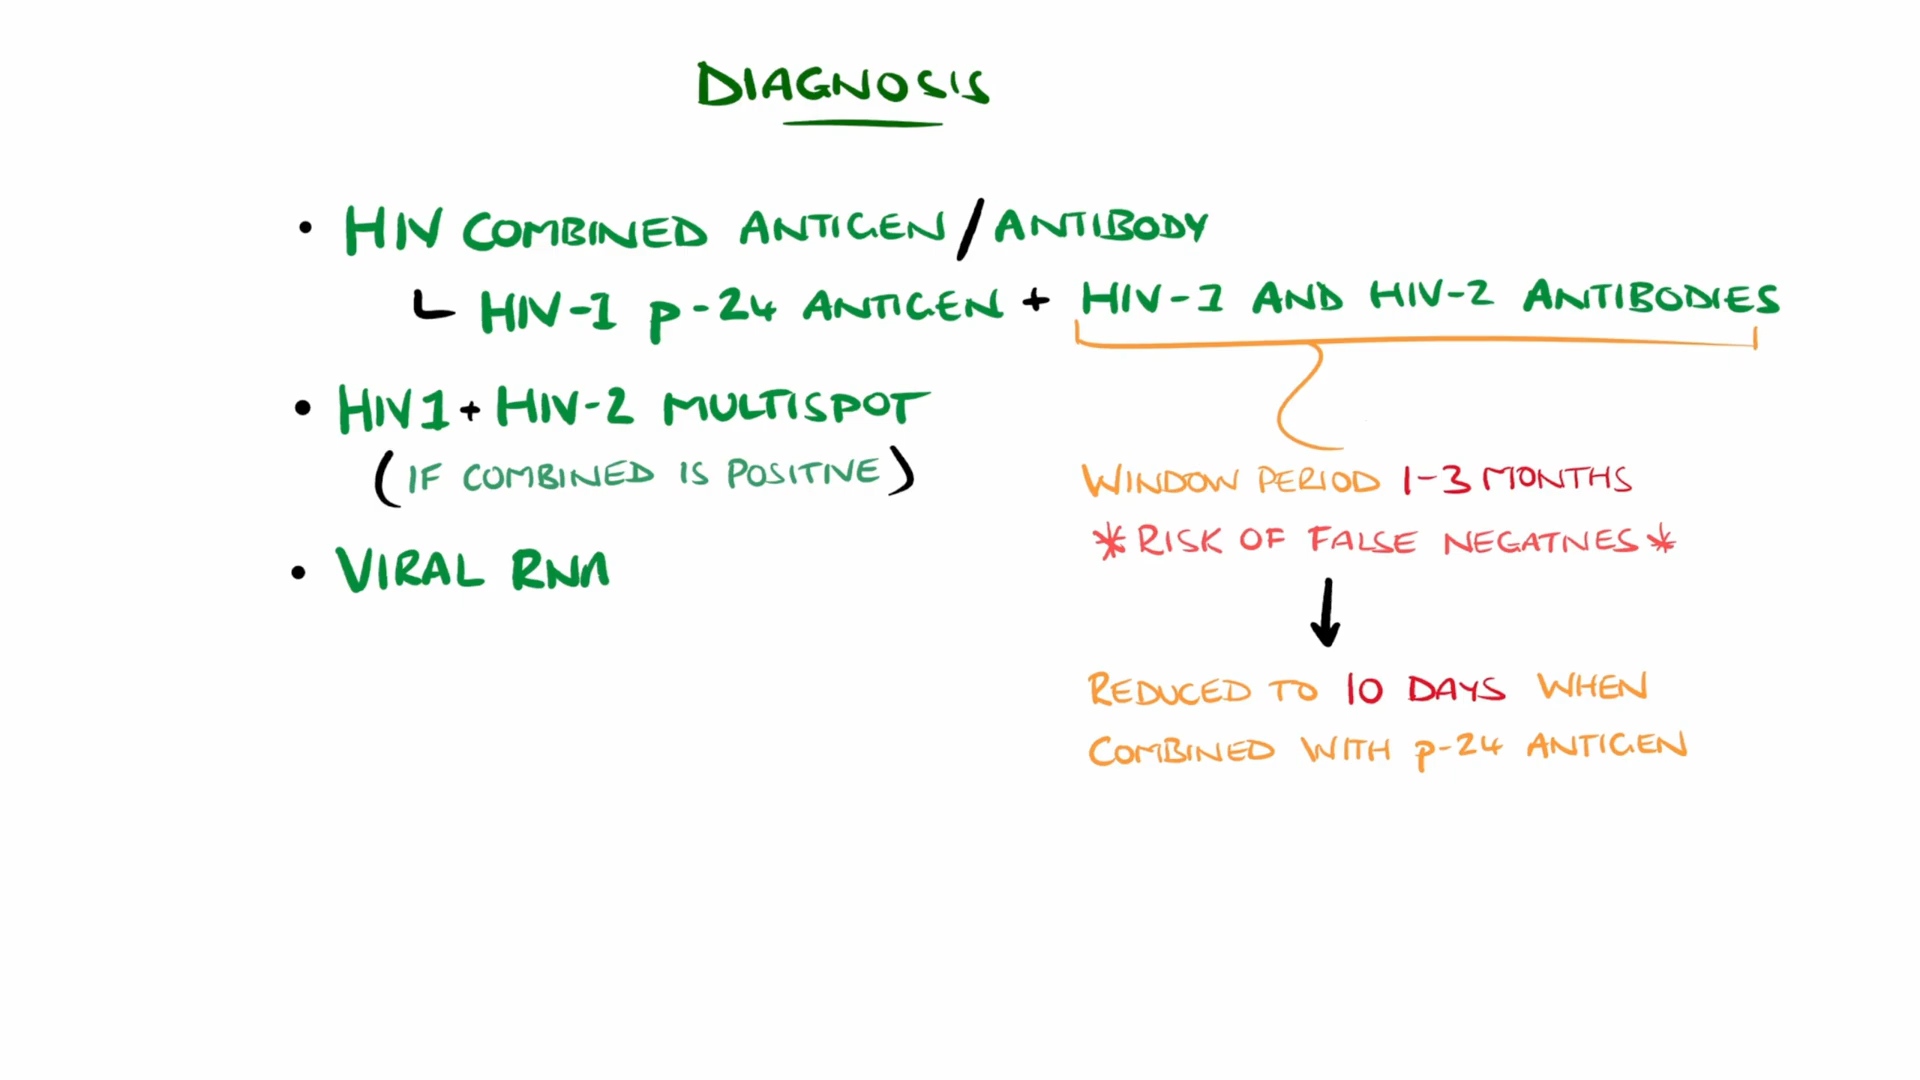 DIAGNOSIS
• HIV COMBINED ANTIGEN/ANTIBODY
HIV-1 p-24 ANTIGEN + HIV-1 AND HIV-2 ANTIBODIES
• HIV1 + HIV-2 MULTISPOT
(IF COMBINED IS POSITIVE)
• VIRAL RNA
WINDOW PERIOD 1-3 MONTHS
*RISK OF FALSE NEGATIVES*
REDUCED TO 10 DAYS WHEN
COMBINED WITH p-24 ANTIGEN